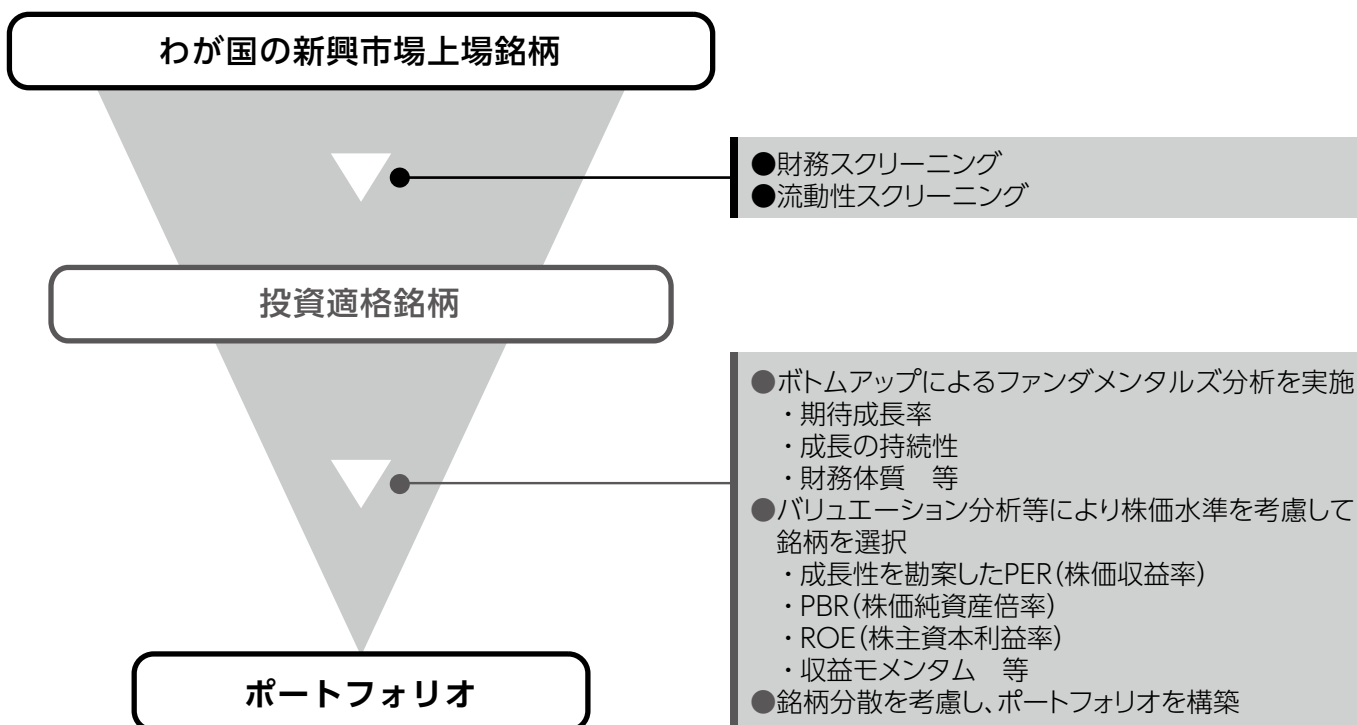 わが国の新興市場上場銘柄
●財務スクリーニング
●流動性スクリーニング
投資適格銘柄
●ボトムアップによるファンダメンタルズ分析を実施
・期待成長率
・成長の持続性
・財務体質　等
●バリュエーション分析等により株価水準を考慮して
銘柄を選択
・成長性を勘案したPER（株価収益率）
・PBR（株価純資産倍率）
・ROE（株主資本利益率）
・収益モメンタム　等
●銘柄分散を考慮し、ポートフォリオを構築
ポートフォリオ